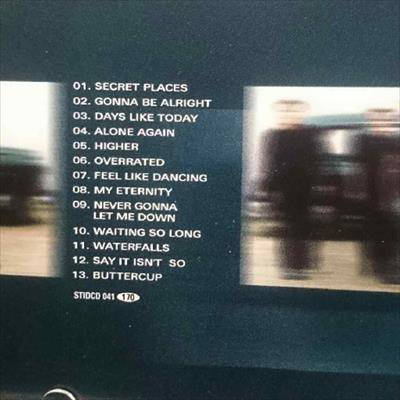 01. SECRET PLACES
02. GONNA BE ALRIGHT
03. DAYS LIKE TODAY
04. ALONE AGAIN
05. HIGHER
06. OVERRATED
07. FEEL LIKE DANCING
08. MY ETERNITY
09. NEVER GONNA
LET ME DOWN
10. WAITING SO LONG
11. WATERFALLS
12. SAY IT ISN'T SO
13. BUTTERCUP
STIDCD 041 170